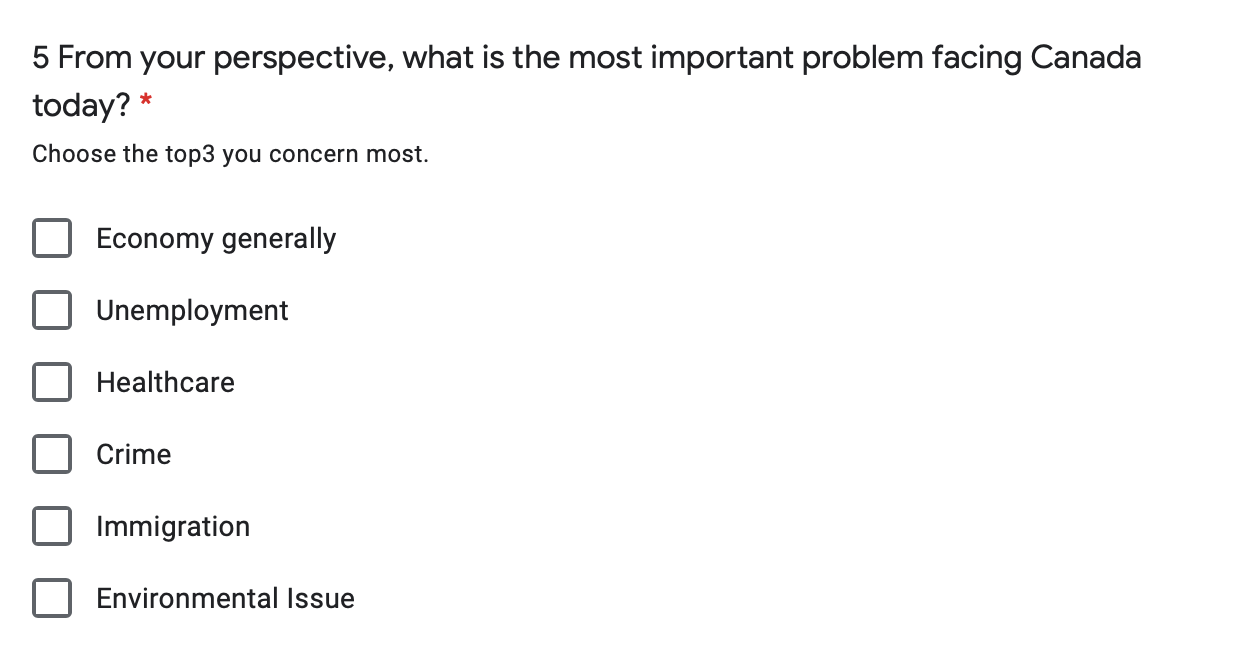 5 From your perspective, what is the most important problem facing Canada
today? *
Choose the top3 you concern most.
Economy generally
Unemployment
Healthcare
Crime
Immigration
Environmental Issue